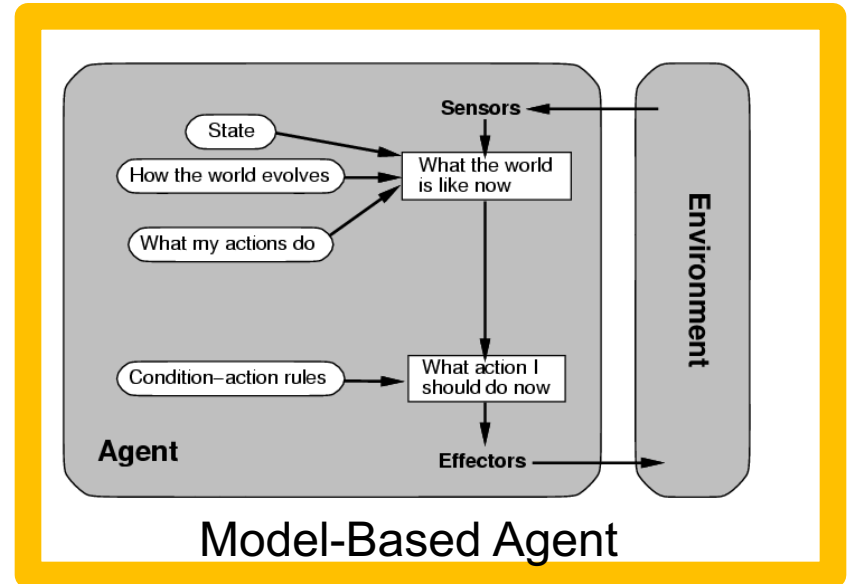 Sensors
State
What the world
is like now
How the world evolves
What my actions do
Environment
What action I
should do now
Condition−action rules
Agent
Effectors
Model-Based Agent